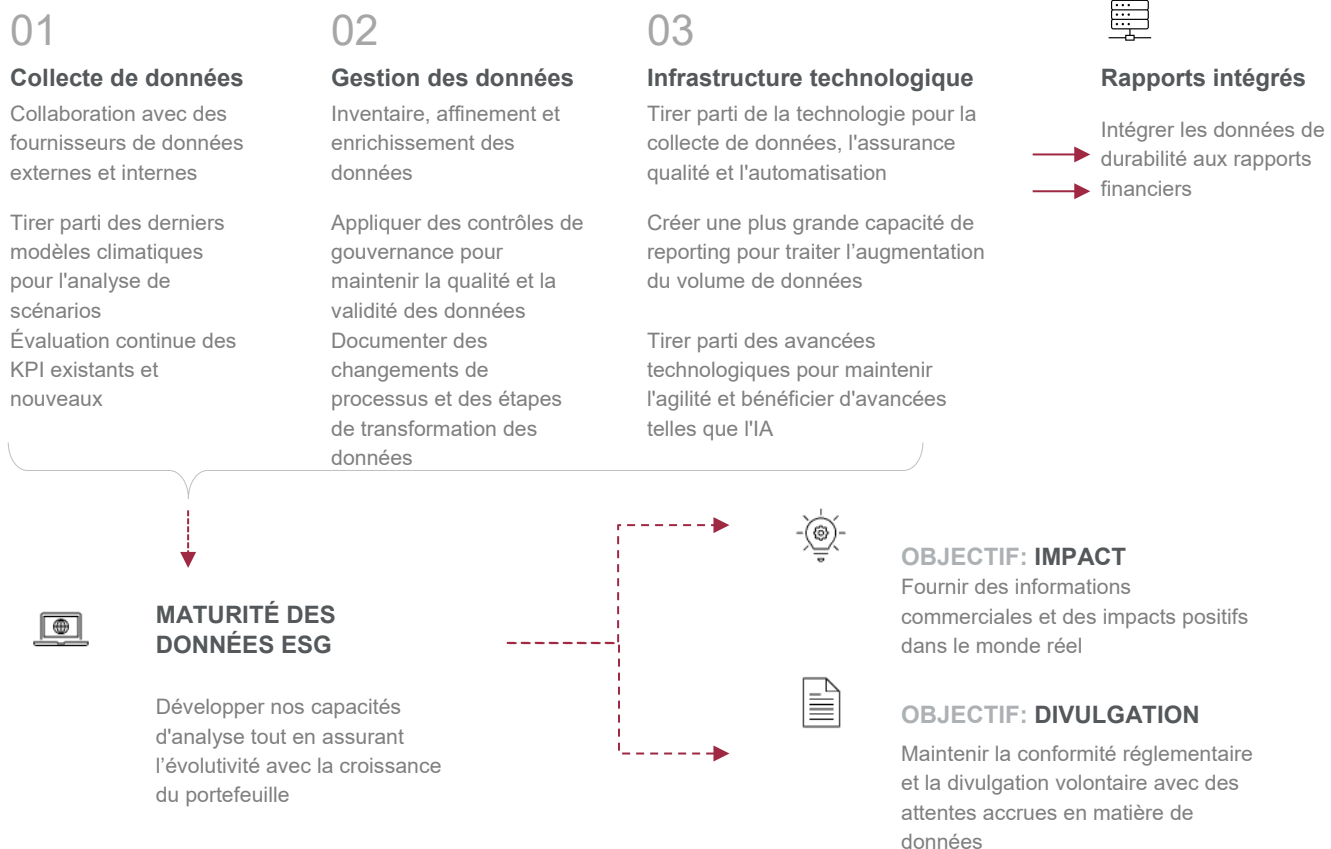 01
Collecte de données
Collaboration avec des
fournisseurs de données
externes et internes
Tirer parti des derniers
modèles climatiques
pour l'analyse de
scénarios
Évaluation continue des
KPI existants et
nouveaux
02
Gestion des données
Inventaire, affinement et
enrichissement des
données
Appliquer des contrôles de
gouvernance pour
maintenir la qualité et la
validité des données
Documenter des
changements de
processus et des étapes
de transformation des
données
03
Infrastructure technologique
Tirer parti de la technologie pour la
collecte de données, l'assurance
qualité et l'automatisation
Créer une plus grande capacité de
reporting pour traiter l’augmentation
du volume de données
Tirer parti des avancées
technologiques pour maintenir
l'agilité et bénéficier d'avancées
telles que l'IA
Rapports intégrés
Intégrer les données de
durabilité aux rapports
financiers
MATURITÉ DES
DONNÉES ESG
Développer nos capacités
d'analyse tout en assurant
l’évolutivité avec la croissance
du portefeuille
OBJECTIF: IMPACT
Fournir des informations
commerciales et des impacts positifs
dans le monde réel
OBJECTIF: DIVULGATION
Maintenir la conformité réglementaire
et la divulgation volontaire avec des
attentes accrues en matière de
données